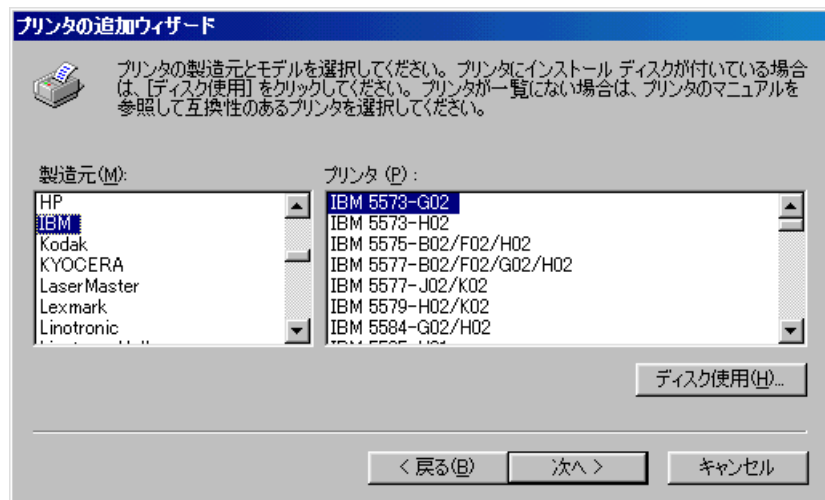 プリンタの追加ウィザード
プリンタの製造元とモデルを選択してください。プリンタにインストール ディスクが付いている場合
は、[ディスク使用] をクリックしてください。プリンタが一覧にない場合は、プリンタのマニュアルを
参照して互換性のあるプリンタを選択してください。
製造元(M):
HP
IBM
Kodak
KYOCERA
LaserMaster
Lexmark
Linotronic
プリンタ (P) :
IBM 5573-G02
IBM 5573-H02
IBM 5575-B02/F02/H02
IBM 5577-B02/F02/G02/H02
IBM 5577-J02/K02
IBM 5579-H02/K02
IBM 5584-G02/H02
ディスク使用(H)...
< 戻る(B)
次へ >
キャンセル